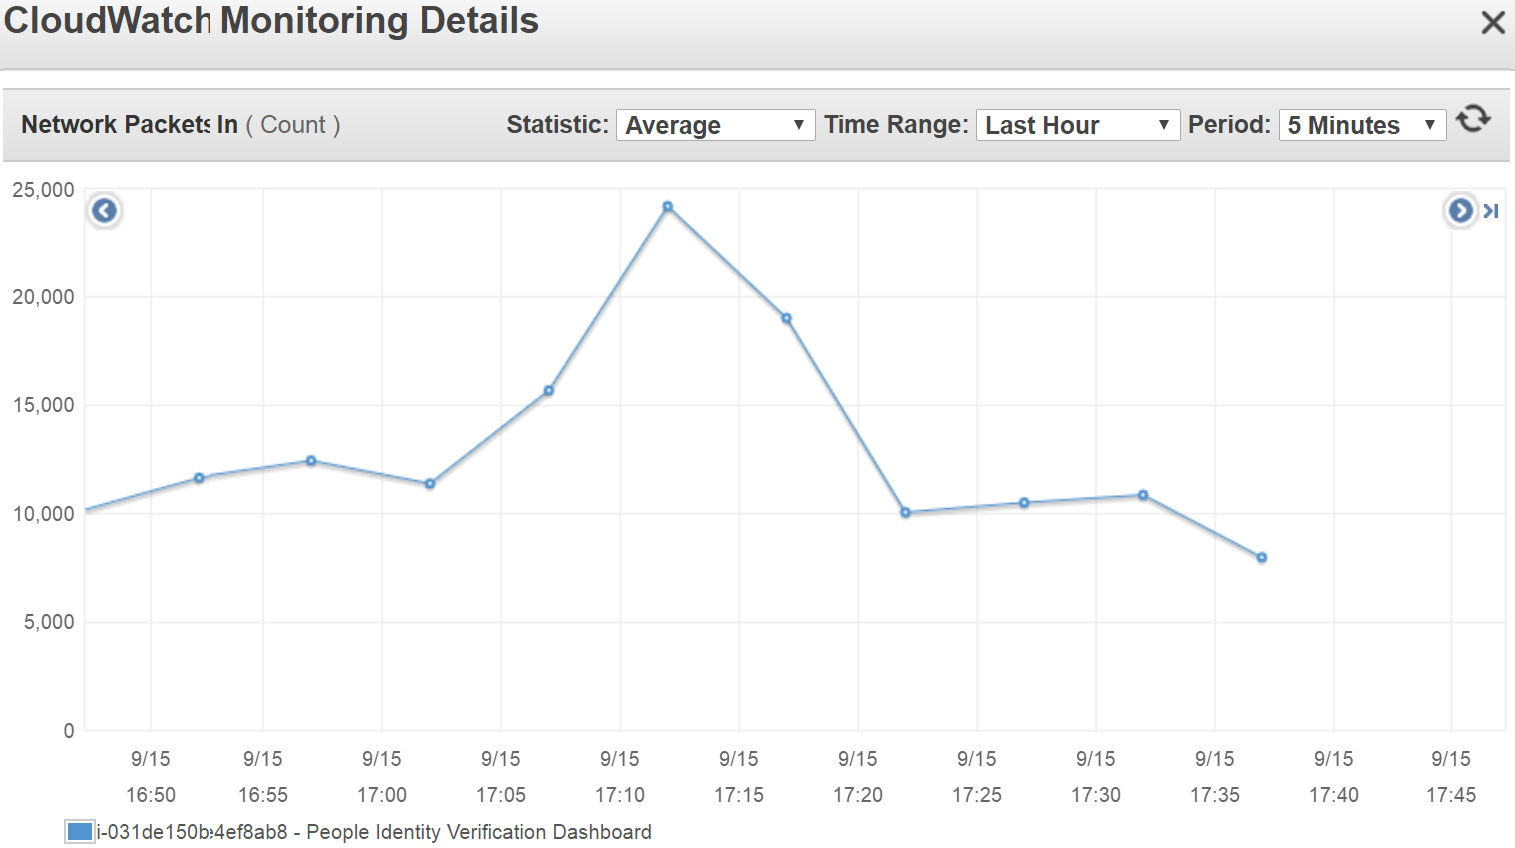 CloudWatch Monitoring Details
Network Packets In ( Count )
Statistic: Average Time Range: Last Hour Period: 5 Minutes
25,000
20,000
15,000
10,000
5,000
0
9/15 9/15 9/15 9/15 9/15 9/15 9/15 9/15 9/15 9/15 9/15 9/15
16:50 16:55 17:00 17:05 17:10 17:15 17:20 17:25 17:30 17:35 17:40 17:45
- People Identity Verification Dashboard